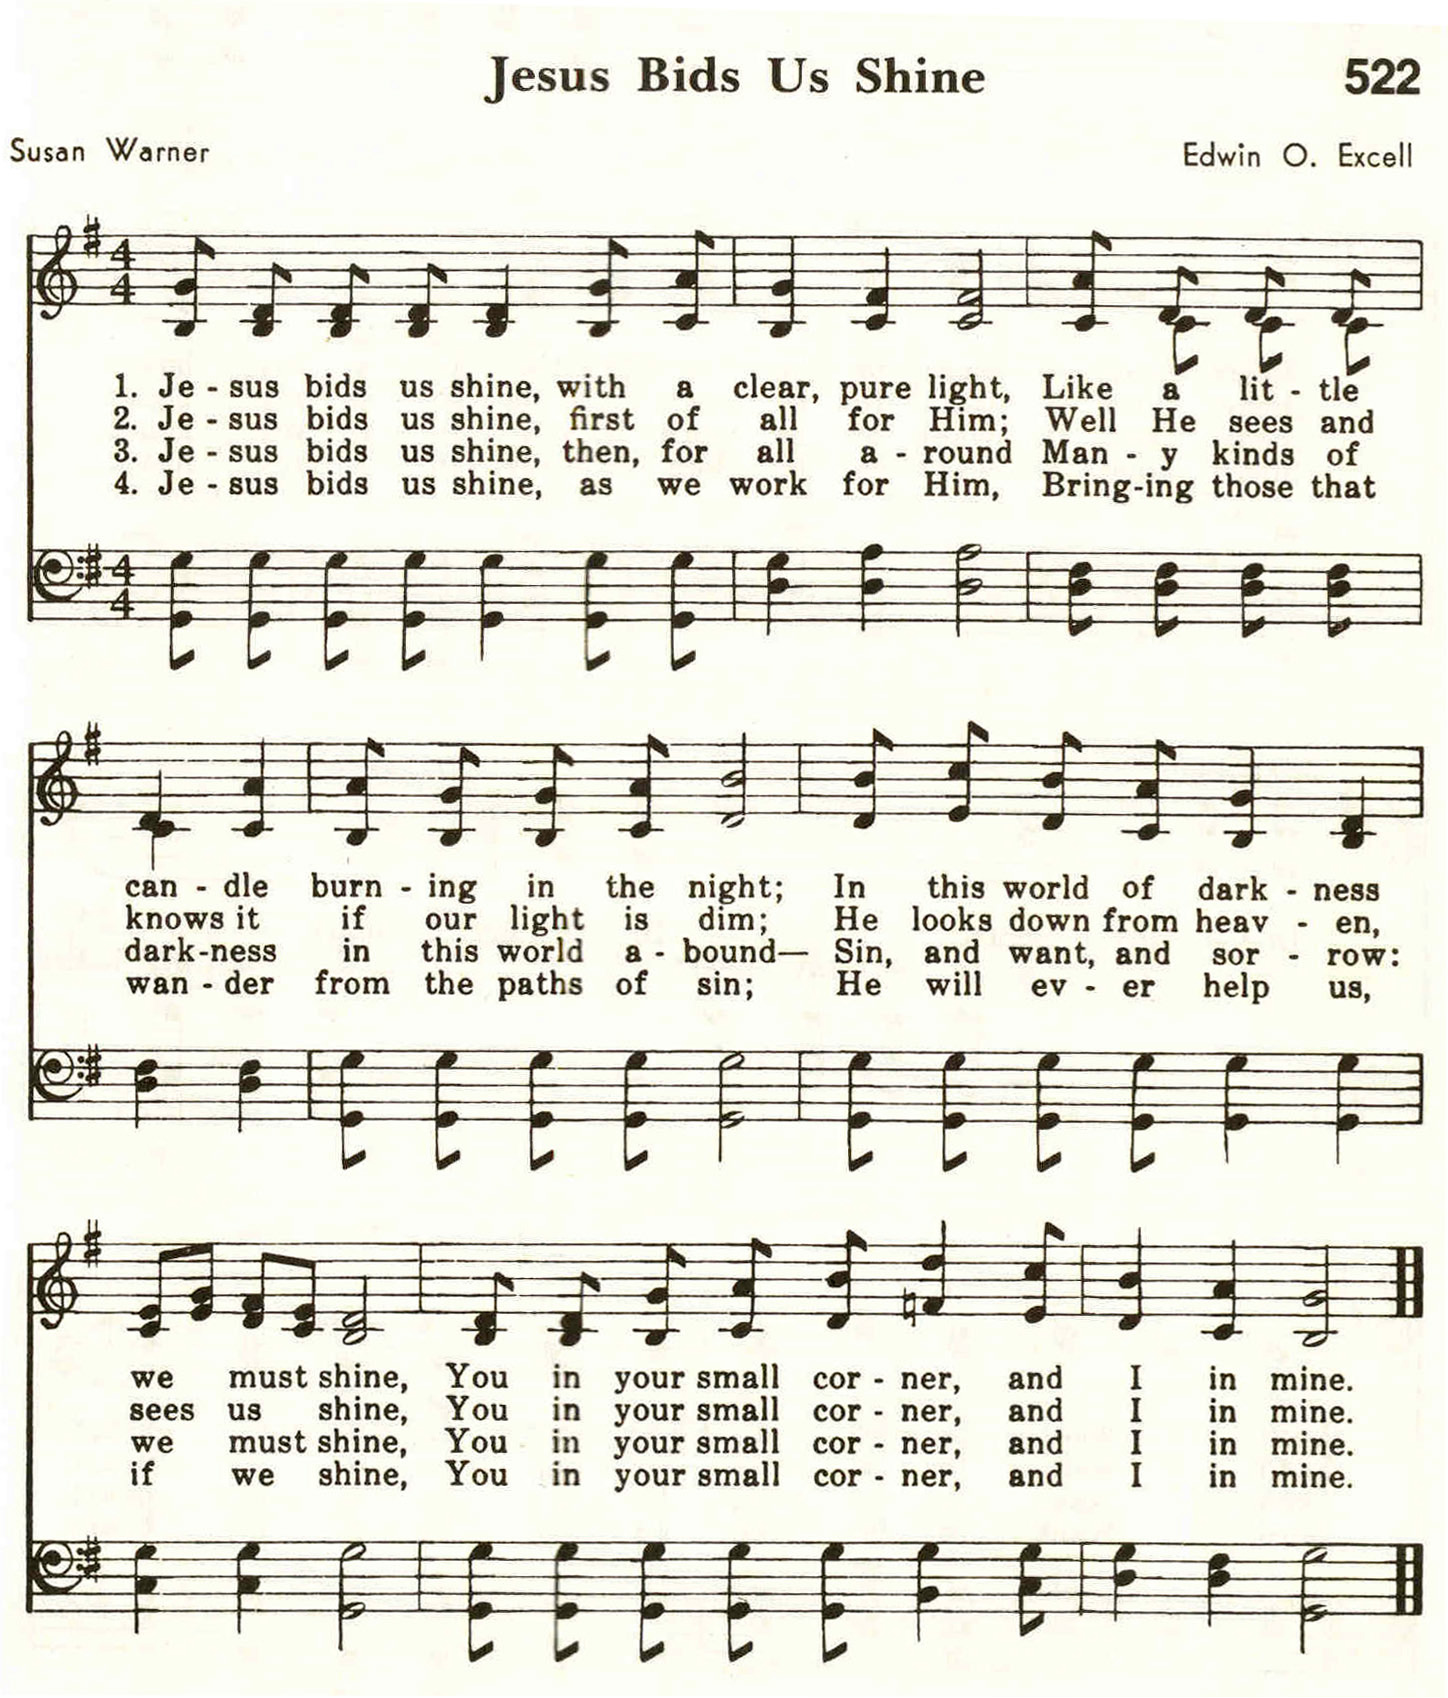 Jesus Bids Us Shine 522
Susan Warner Edwin O. Excell
4 4
1. Je - sus bids us shine, with a clear, pure light, Like a lit - tle
2. Je - sus bids us shine, first of all for Him; Well He sees and
3. Je - sus bids us shine, then, for all a - round Man - y kinds of
4. Je - sus bids us shine, as we work for Him, Bring-ing those that
4 4
can - dle burn - ing in the night; In this world of dark - ness
knows it if our light is dim; He looks down from heav - en,
dark-ness in this world a - bound— Sin, and want, and sor - row:
wan - der from the paths of sin; He will ev - er help us,
we must shine, You in your small cor - ner, and I in mine.
sees us shine, You in your small cor - ner, and I in mine.
we must shine, You in your small cor - ner, and I in mine.
if we shine, You in your small cor - ner, and I in mine.